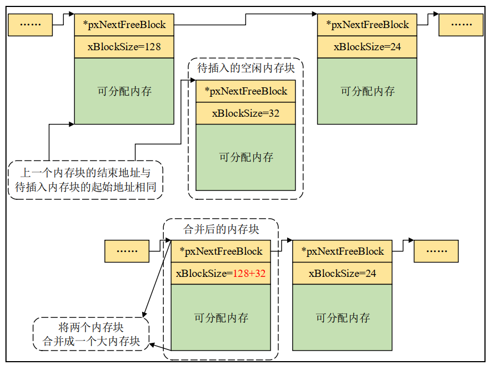 ……
*pxNextFreeBlock
*pxNextFreeBlock
……
xBlockSize=128
xBlockSize=24
待插入的空闲内存块
*pxNextFreeBlock
可分配内存
可分配内存
xBlockSize=32
可分配内存
上一个内存块的结束地址与
待插入内存块的起始地址相同
合并后的内存块
……
*pxNextFreeBlock
*pxNextFreeBlock
……
xBlockSize=128+32
xBlockSize=24
可分配内存
可分配内存
将两个内存块
合并成一个大内存块